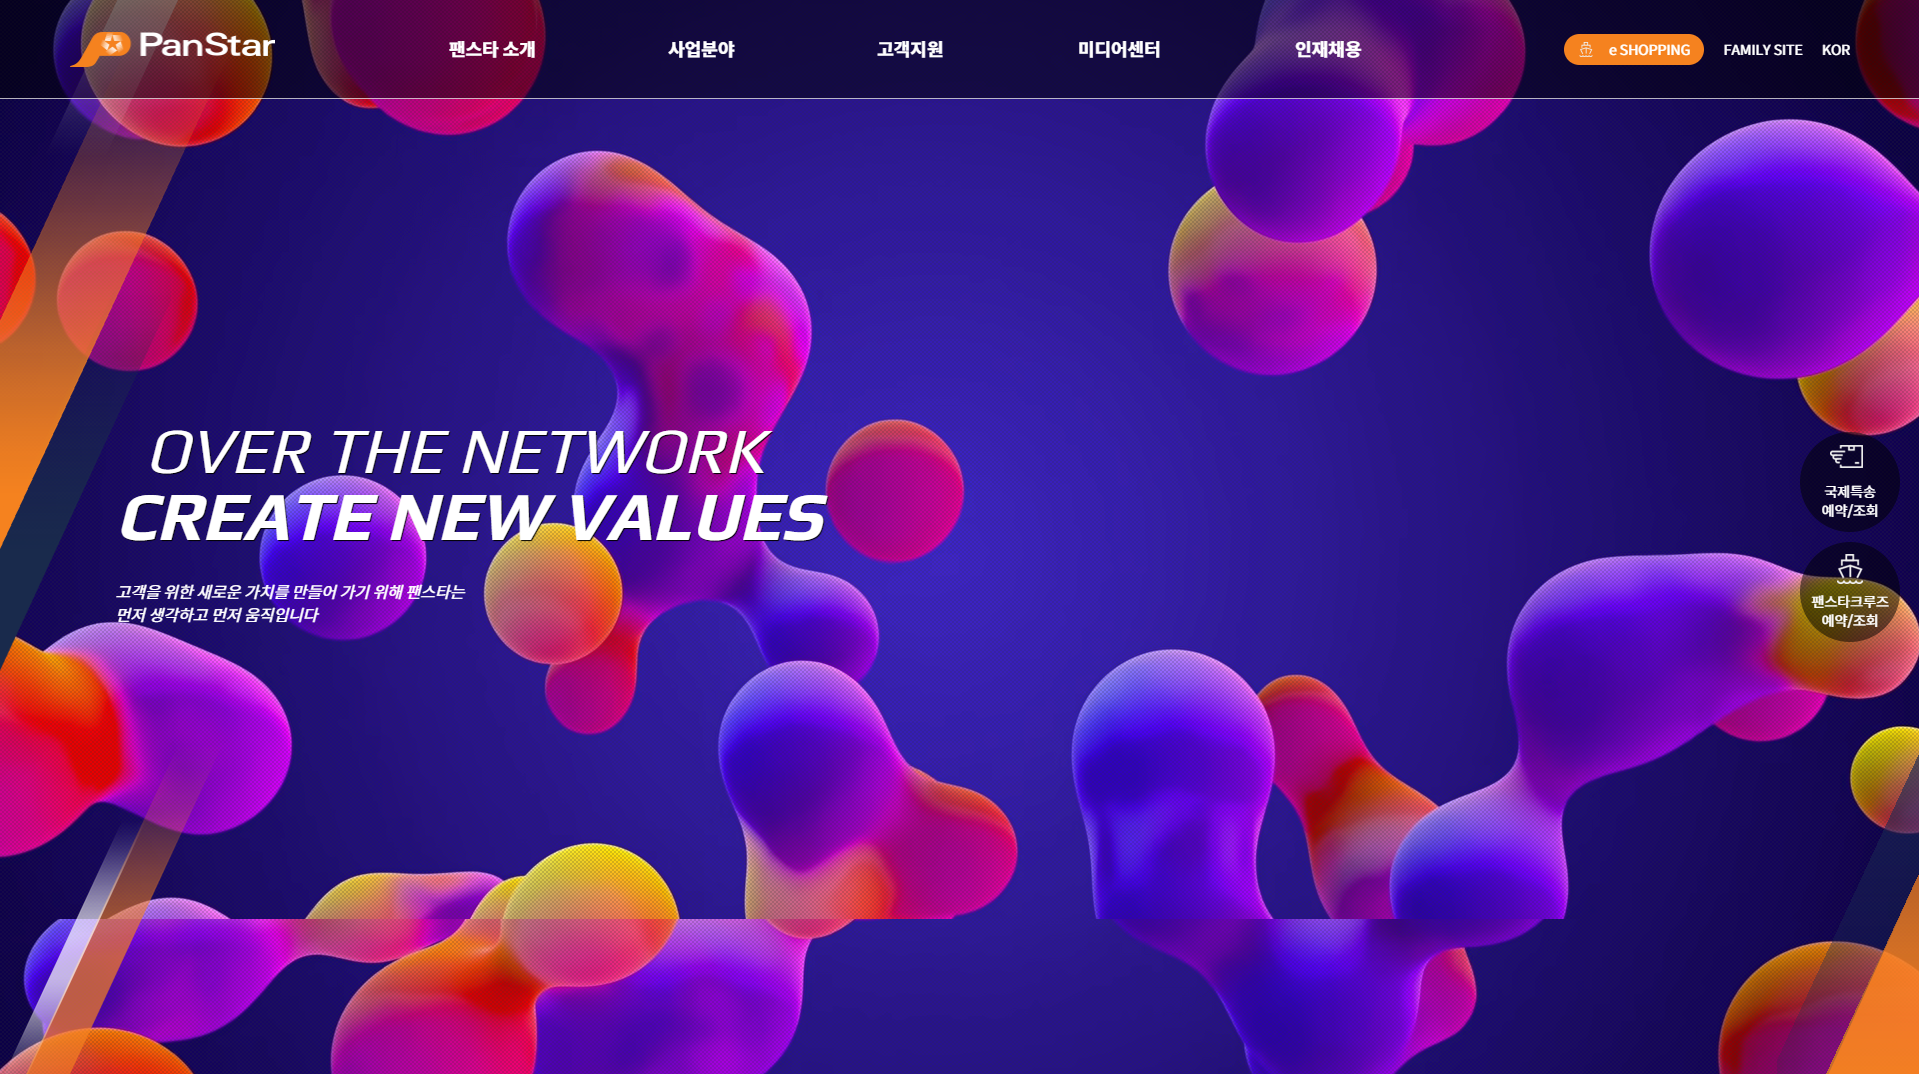 PanStar
팬스타 소개
사업분야
고객지원
미디어센터
인재채용
e SHOPPING
FAMILY SITE
KOR
OVER THE NETWORK
CREATE NEW VALUES
고객을 위한 새로운 가치를 만들어 가기 위해 팬스타는
먼저 생각하고 먼저 움직입니다
국제특송
예약/조회
팬스타크루즈
예약/조회